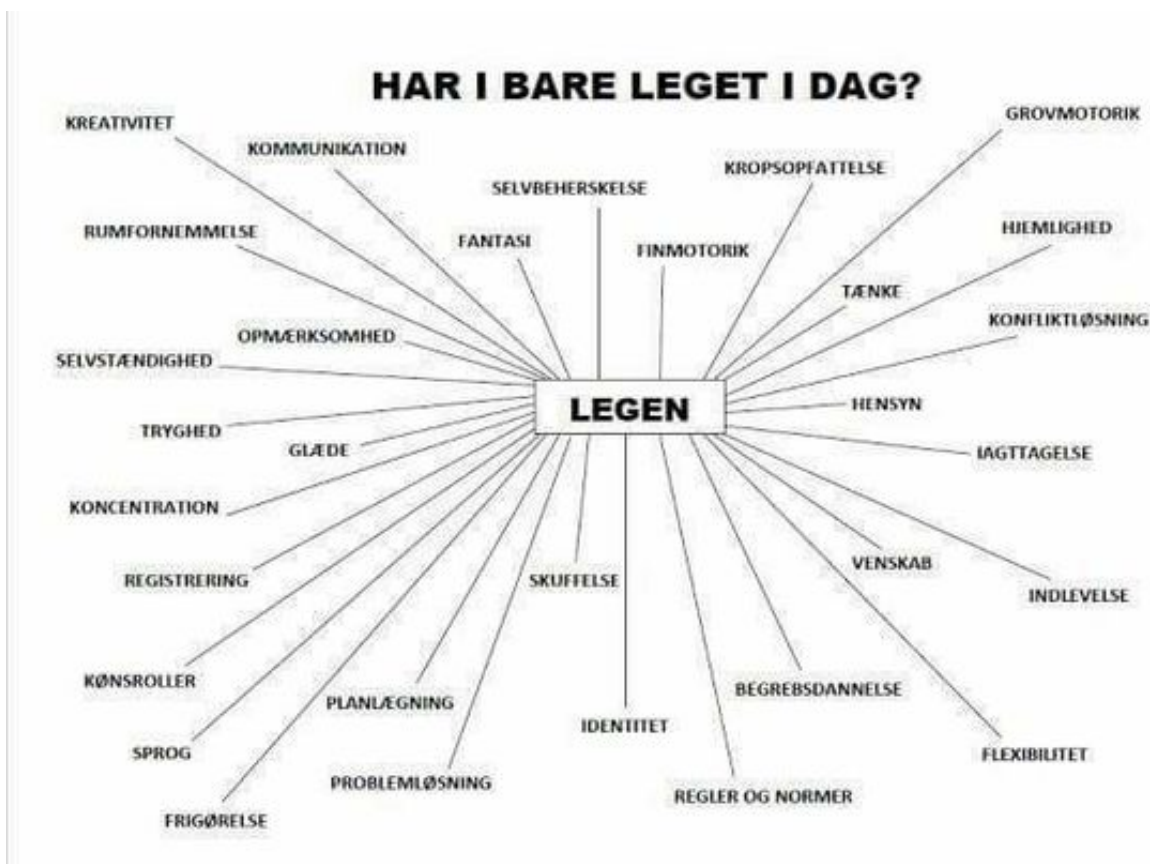 HAR I BARE LEGET I DAG?
KREATIVITET
KOMMUNIKATION
SELVBEHERSKELSE
KROPSOPFATTELSE
GROVMOTORIK
RUMFORNEMMELSE
FANTASI
FINMOTORIK
HJEMLIGHED
TÆNKE
OPMÆRKSOMHED
KONFLIKTLØSNING
SELVSTÆNDIGHED
LEGEN
HENSYN
TRYGHED
GLÆDE
IAGTTAGELSE
KONCENTRATION
REGISTRERING
SKUFFELSE
VENSKAB
INDLEVELSE
KØNSROLLER
PLANLÆGNING
BEGREBSDANNELSE
IDENTITET
SPROG
FLEXIBILITET
PROBLEMLØSNING
REGLER OG NORMER
FRIGØRELSE